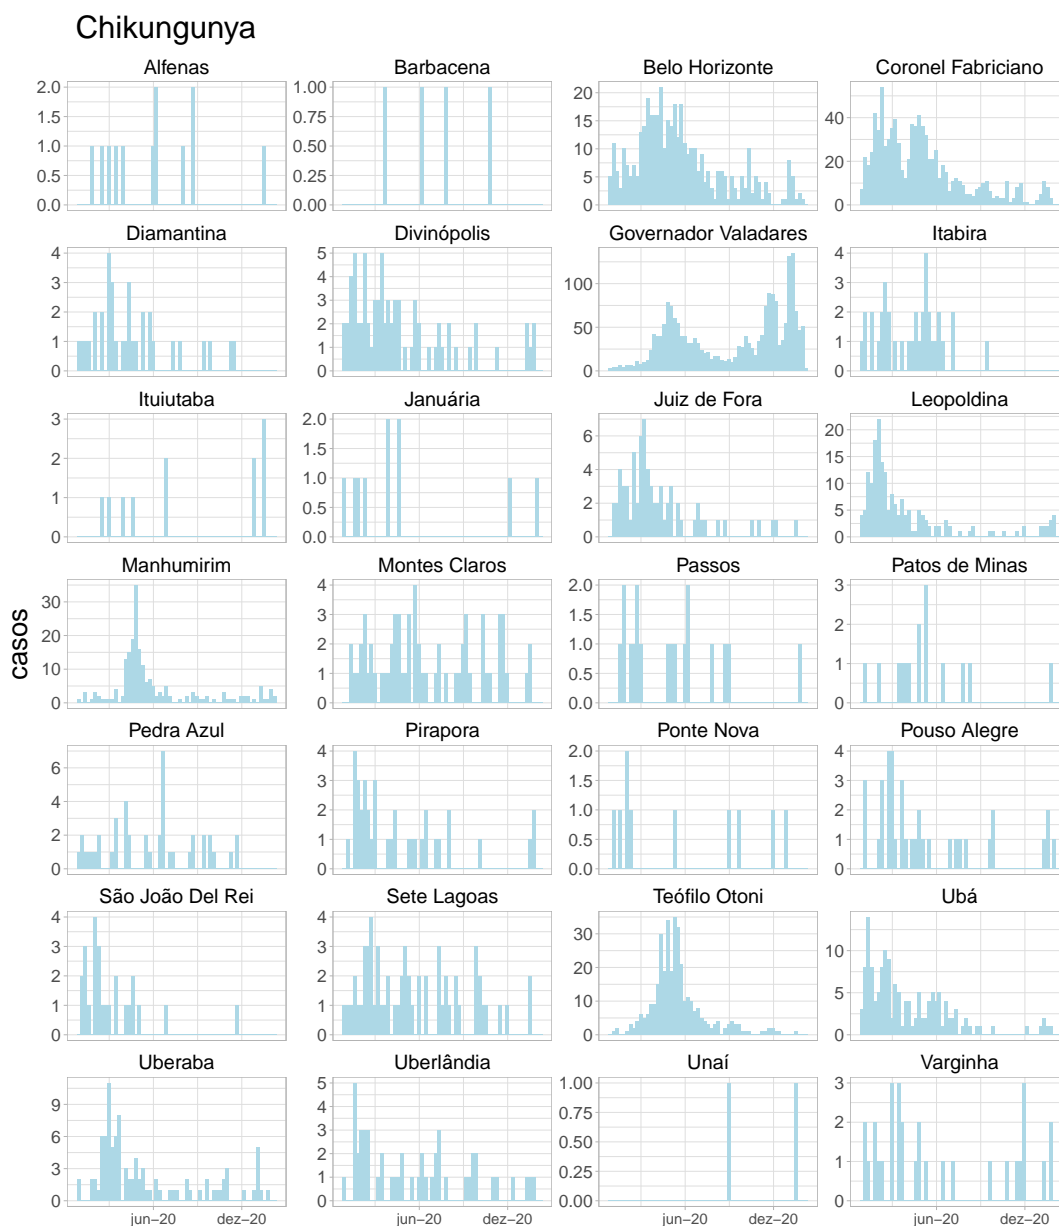 Chikungunya
Alfenas Barbacena Belo Horizonte Coronel Fabriciano
2.0 1.5 1.0 0.5 0.0
1.00 0.75 0.50 0.25 0.00
20 15 10 5 0
40 20 0
Diamantina Divinópolis Governador Valadares Itabira
4 3 2 1 0
5 4 3 2 1 0
100 50 0
4 3 2 1 0
Ituiutaba Januária Juiz de Fora Leopoldina
3 2 1 0
2.0 1.5 1.0 0.5 0.0
6 4 2 0
20 15 10 5 0
Manhumirim Montes Claros Passos Patos de Minas
30 20 10 0
4 3 2 1 0
2.0 1.5 1.0 0.5 0.0
3 2 1 0
casos
Pedra Azul Pirapora Ponte Nova Pouso Alegre
6 4 2 0
4 3 2 1 0
2.0 1.5 1.0 0.5 0.0
4 3 2 1 0
São João Del Rei Sete Lagoas Teófilo Otoni Ubá
4 3 2 1 0
4 3 2 1 0
30 20 10 0
10 5 0
Uberaba Uberlândia Unaí Varginha
9 6 3 0
5 4 3 2 1 0
1.00 0.75 0.50 0.25 0.00
3 2 1 0
jun–20 dez–20 jun–20 dez–20 jun–20 dez–20 jun–20 dez–20